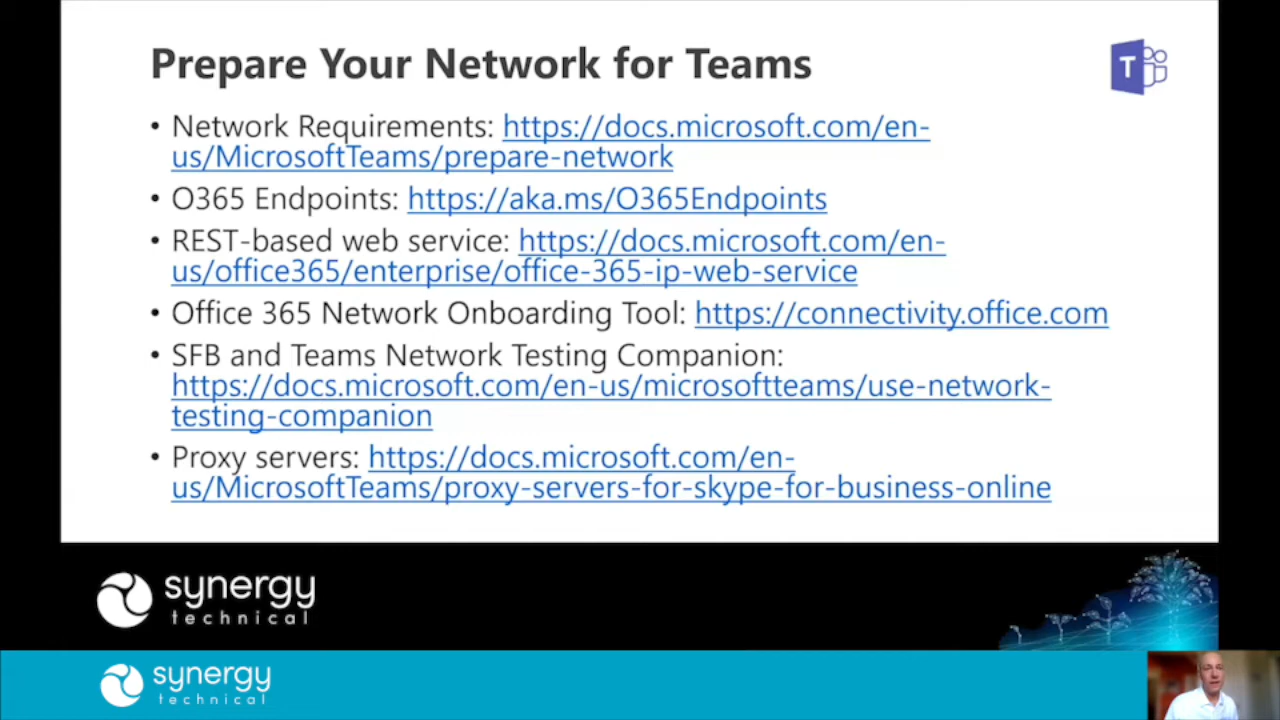 Prepare Your Network for Teams
T
• Network Requirements: https://docs.microsoft.com/en-
us/MicrosoftTeams/prepare-network
• O365 Endpoints: https://aka.ms/O365Endpoints
• REST-based web service: https://docs.microsoft.com/en-
us/office365/enterprise/office-365-ip-web-service
• Office 365 Network Onboarding Tool: https://connectivity.office.com
• SFB and Teams Network Testing Companion:
https://docs.microsoft.com/en-us/microsoftteams/use-network-
testing-companion
• Proxy servers: https://docs.microsoft.com/en-
us/MicrosoftTeams/proxy-servers-for-skype-for-business-online
synergy
technical
synergy
technical